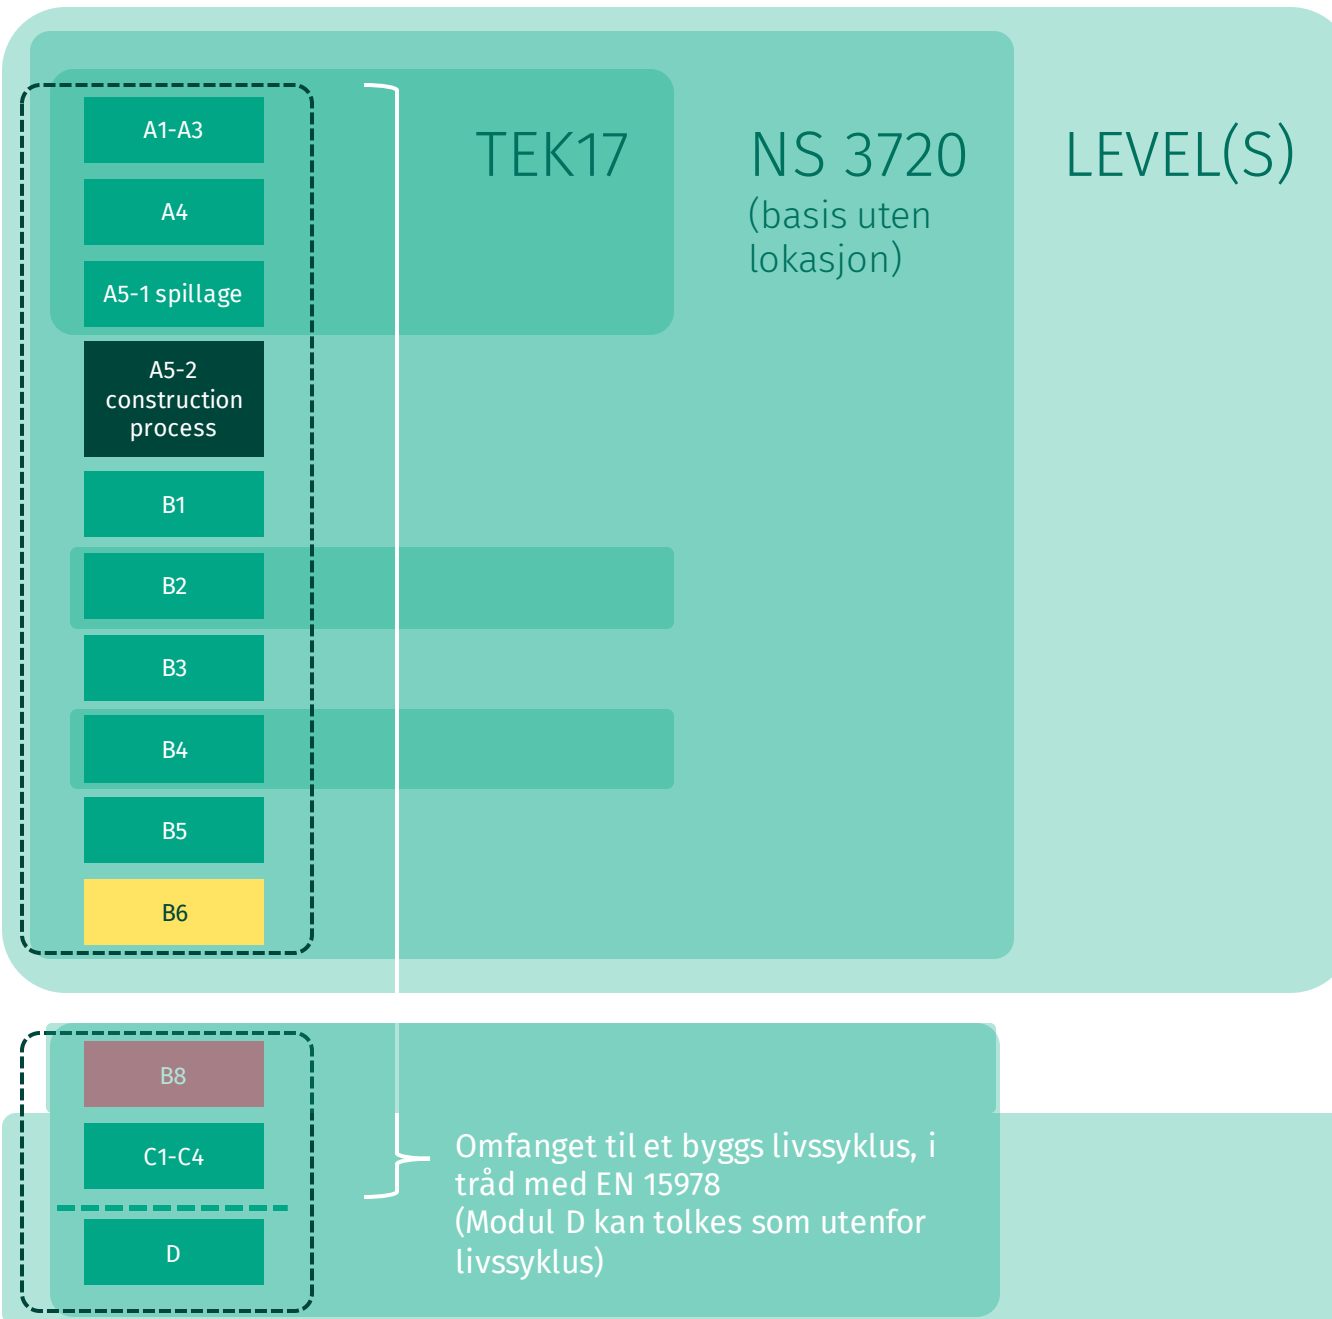 TEK17
NS 3720
(basis uten
lokasjon)
LEVEL(S)
A1-A3
A4
A5-1 spillage
A5-2
construction
process
B1
B2
B3
B4
B5
B6
B8
C1-C4
D
Omfanget til et byggs livssyklus, i
tråd med EN 15978
(Modul D kan tolkes som utenfor
livssyklus)